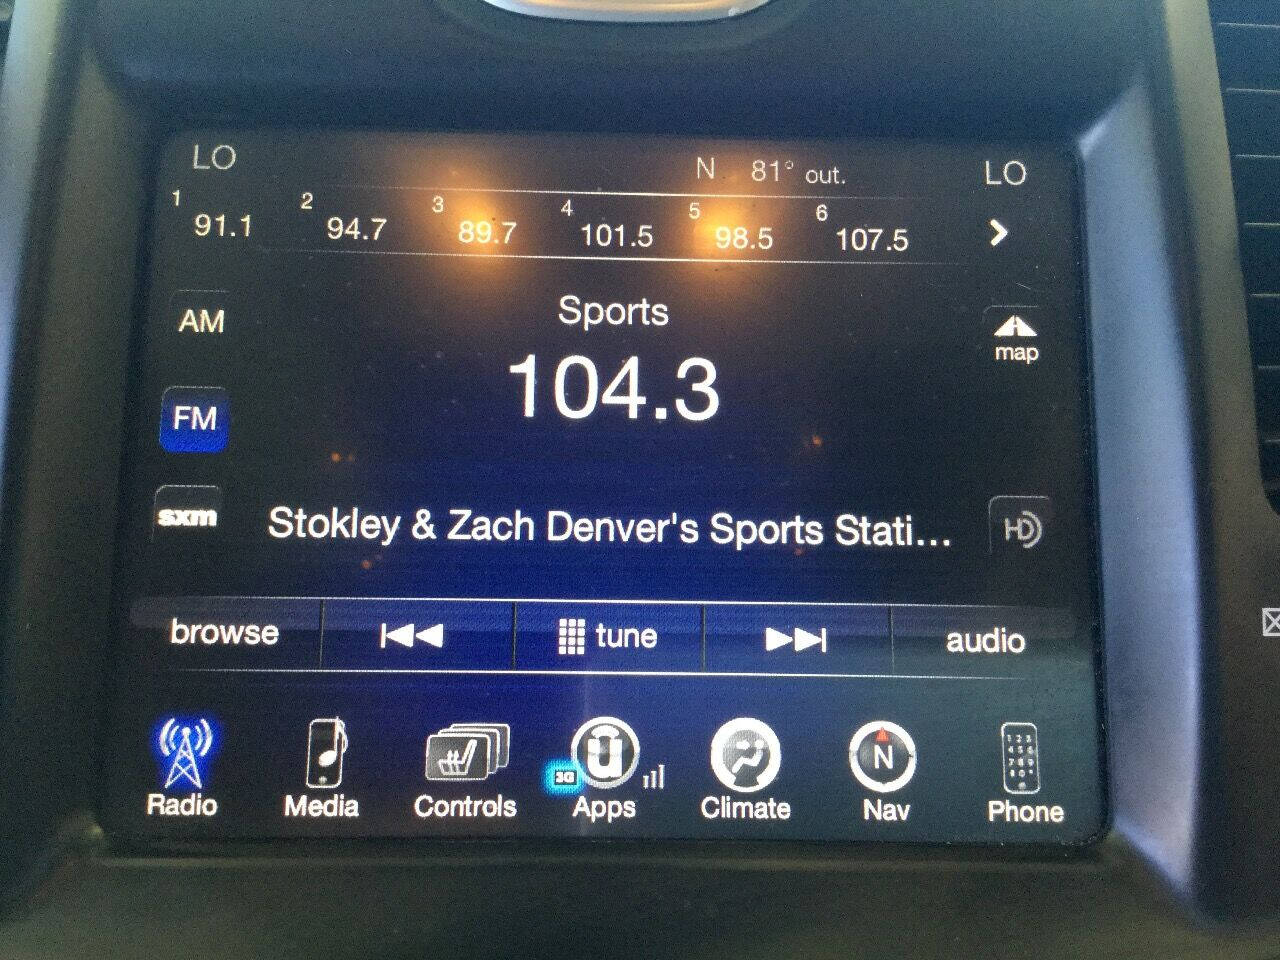 LO N 81° out. LO
1 91.1 2 94.7 3 89.7 4 101.5 5 98.5 6 107.5
Sports
AM
map
104.3
FM
sxm
Stokley & Zach Denver's Sports Stati...
HD
browse tune audio
3G
N
Radio Media Controls Apps Climate Nav Phone